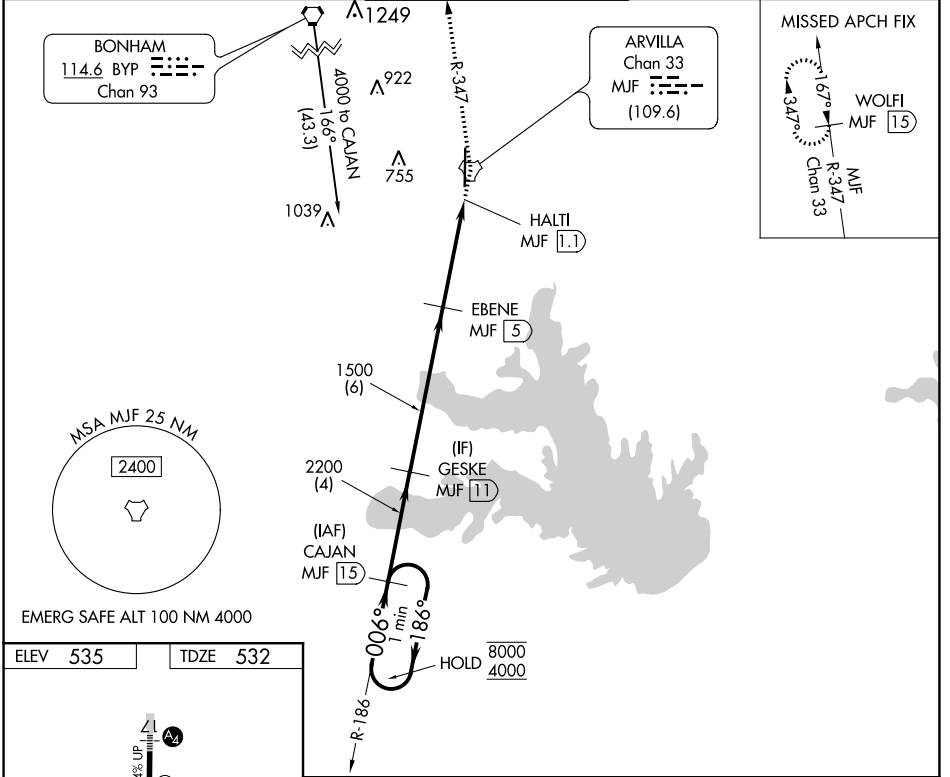 BONHAM
114.6 BYP
Chan 93
1249
922
755
1039
4000 to CAJAN
166°
(43.3)
R-347
ARVILLA
Chan 33
MJF
(109.6)
MISSED APCH FIX
167°
347°
WOLFI
MJF 15
MJF
R-347
Chan 33
HALTI
MJF 1.1
EBENE
MJF 5
1500
(6)
(IF)
GESKE
MJF 11
2200
(4)
(IAF)
CAJAN
MJF 15
006°
1 min
186°
HOLD
8000
4000
R-186
MSA MJF 25 NM
2400
EMERG SAFE ALT 100 NM 4000
ELEV 535
TDZE 532
17
A4
4% UP